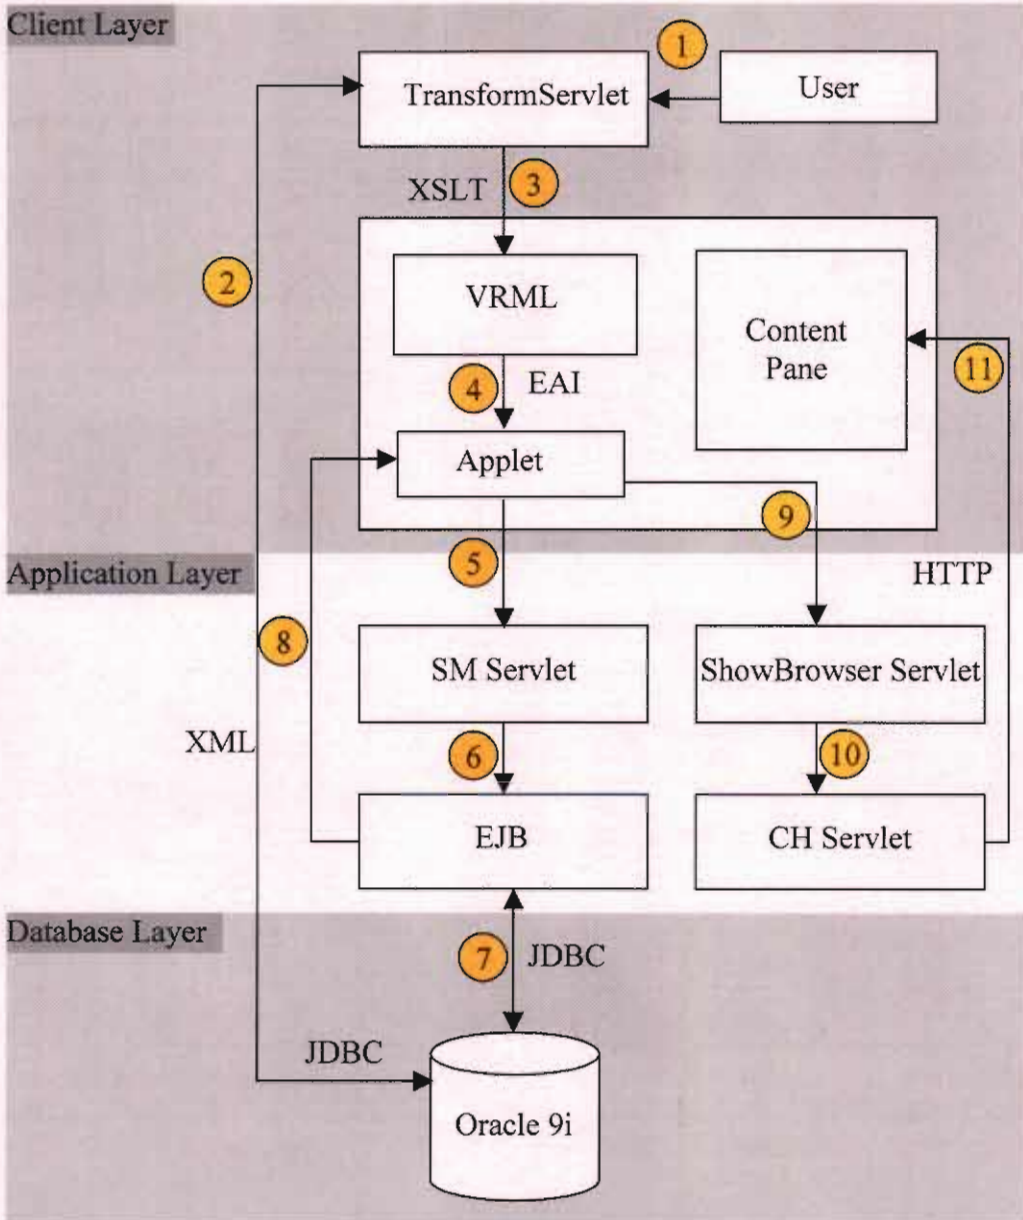 Client Layer
1
TransformServlet
User
XSLT
3
2
VRML
Content
Pane
11
4
EAI
Applet
9
5
Application Layer
HTTP
8
SM Servlet
ShowBrowser Servlet
XML
6
10
EJB
CH Servlet
Database Layer
7
JDBC
JDBC
Oracle 9i